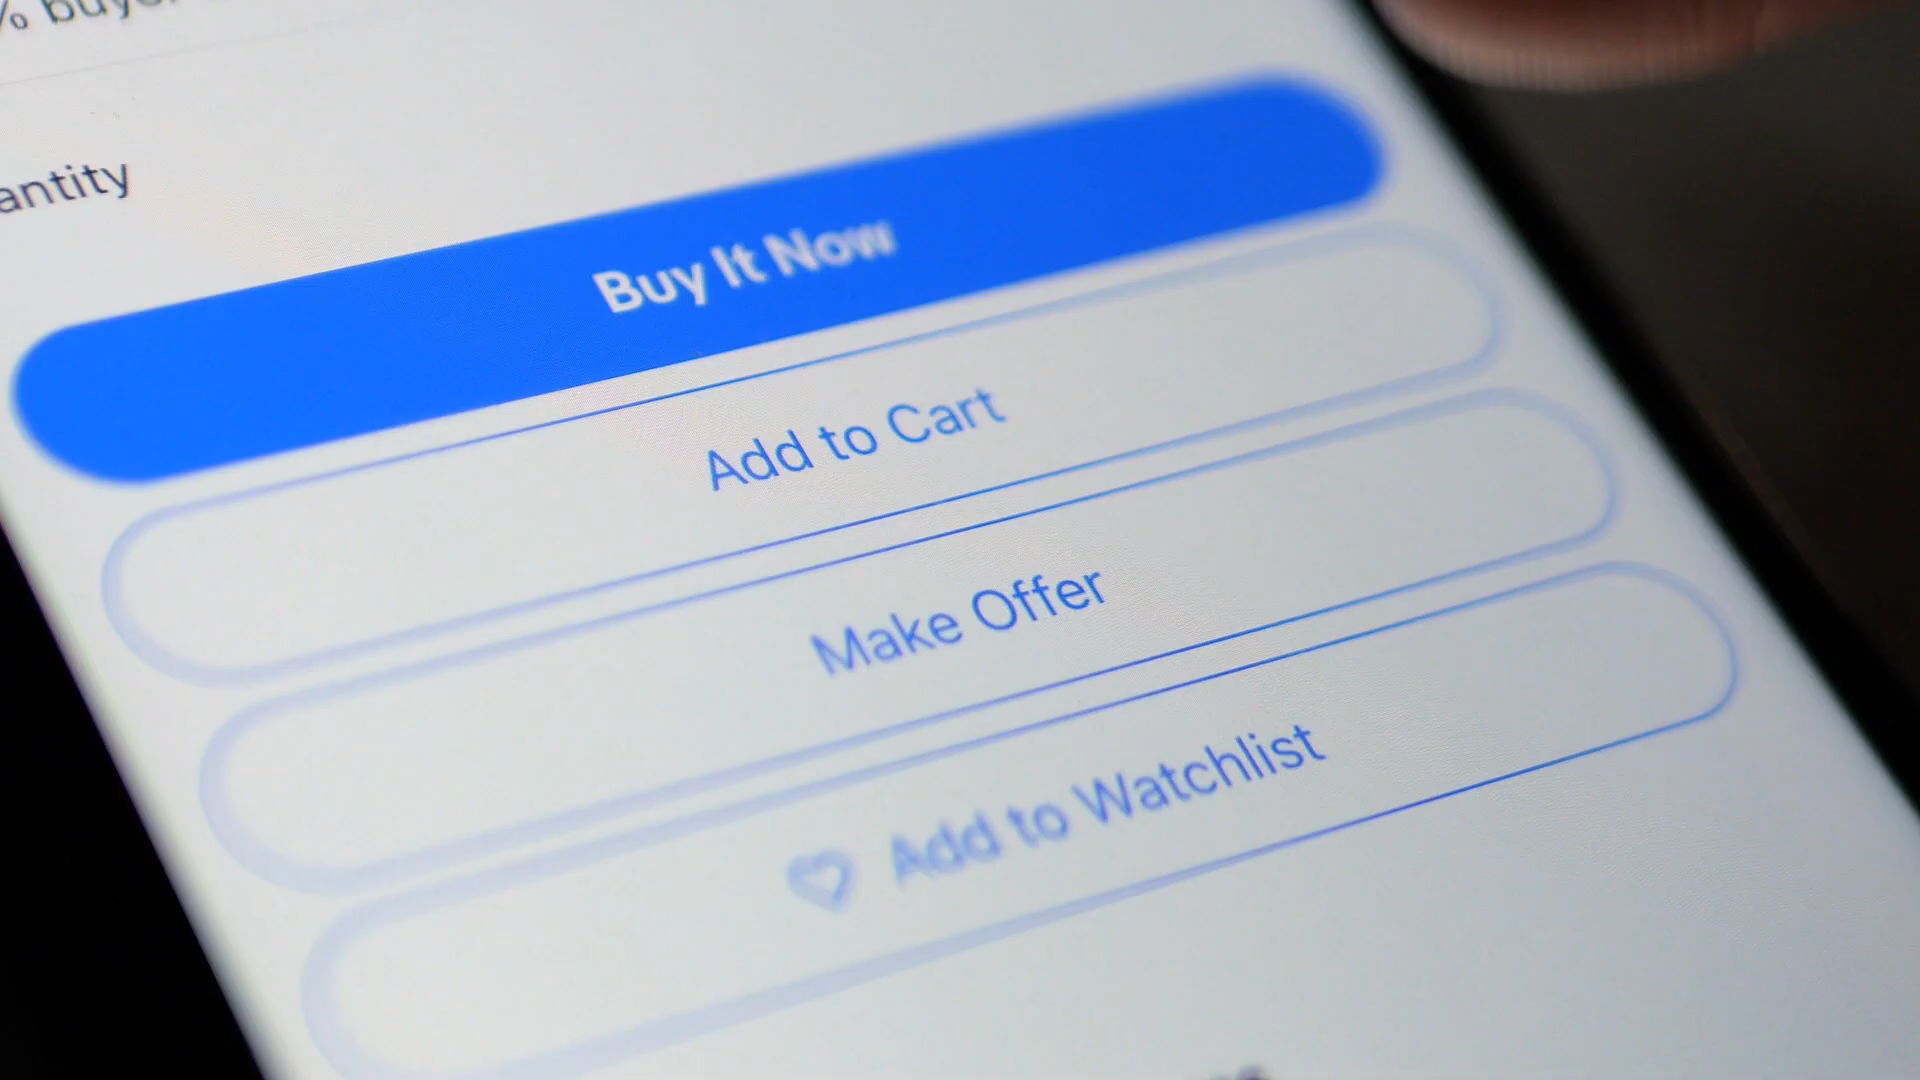 antity
Buy It Now
Add to Cart
Make Offer
Add to Watchlist